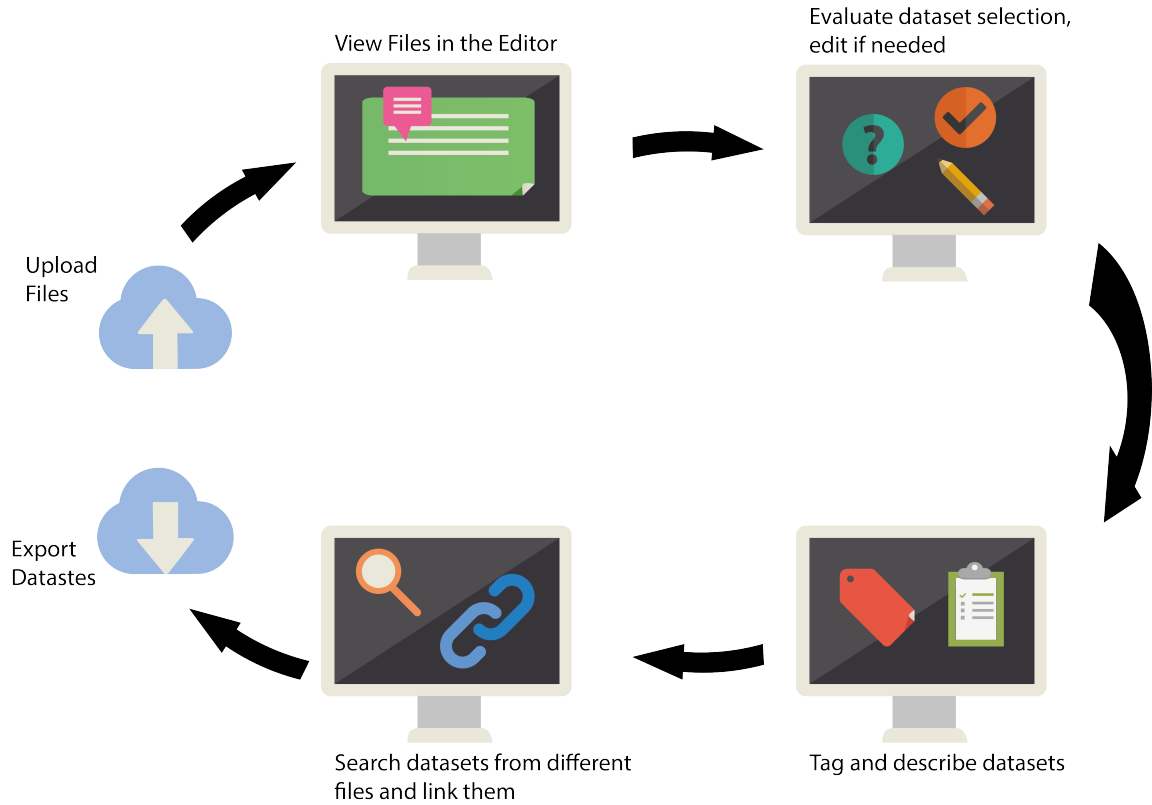 Evaluate dataset selection,
edit if needed
View Files in the Editor
Upload
Files
Export
Datastes
Search datasets from different
files and link them
Tag and describe datasets